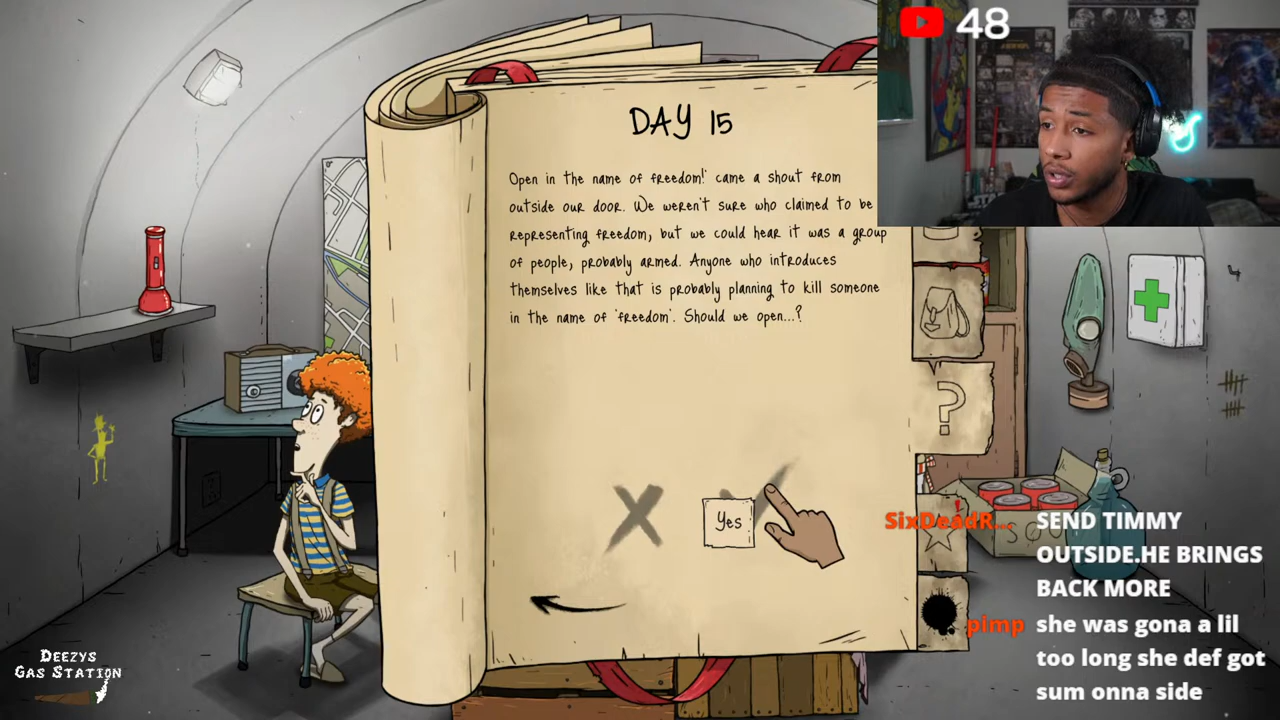 48
DAY 15
Open in the name of freedom!' came a shout from
outside our door. We weren't sure who claimed to be
representing freedom, but we could hear it was a group
of people, probably armed. Anyone who introduces
themselves like that is probably planning to kill someone
in the name of 'freedom'. Should we open...?
Yes
SixDeadR... SEND TIMMY
OUTSIDE.HE BRINGS
BACK MORE
pimp she was gona a lil
too long she def got
sum onna side
DEEZYS
GAS STATION